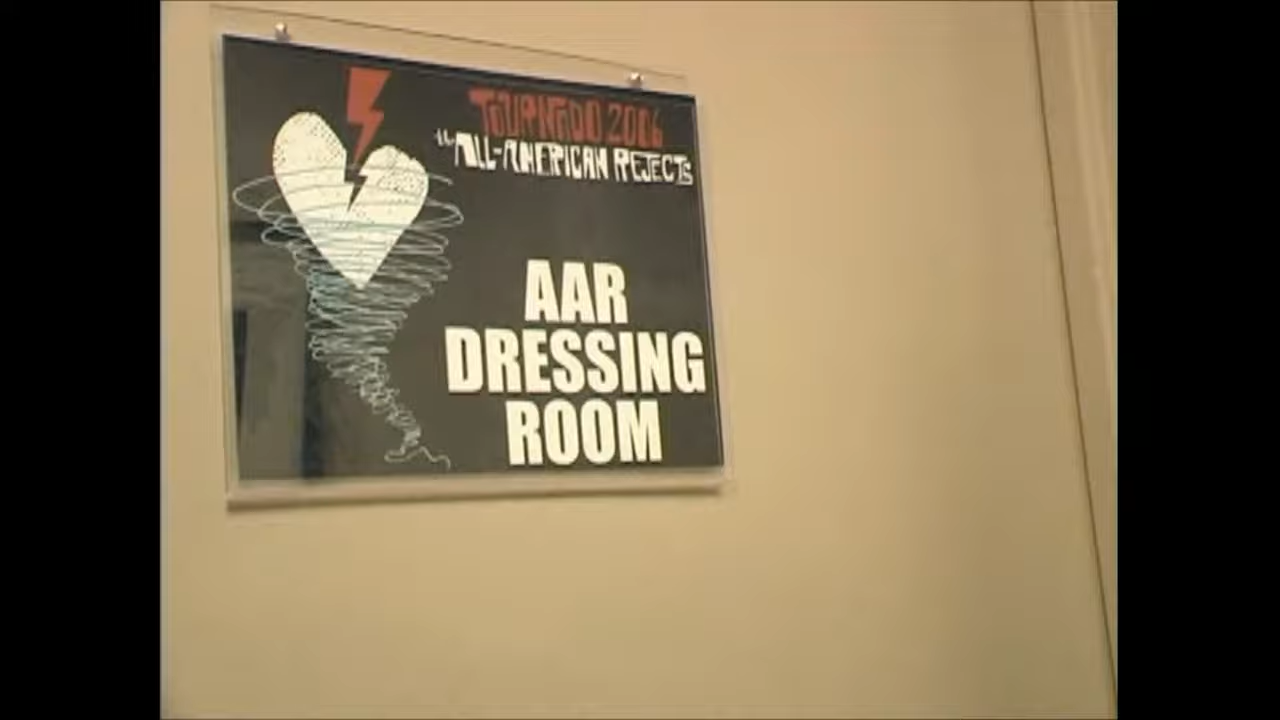 TOURNADO 2006
the ALL-AMERICAN REJECTS
AAR
DRESSING
ROOM